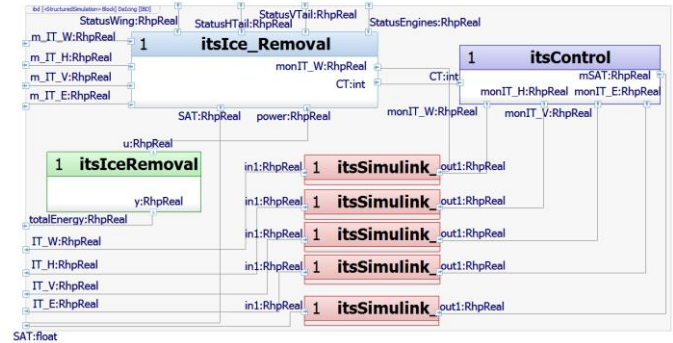 ibd [«StructuredSimulation» Block] DeIcing [IBD]
StatusWing:RhpReal
StatusHTail:RhpReal
StatusVTail:RhpReal
StatusEngines:RhpReal
m_IT_W:RhpReal
m_IT_H:RhpReal
m_IT_V:RhpReal
m_IT_E:RhpReal
1 itsIce_Removal
monIT_W:RhpReal
CT:int
SAT:RhpReal power:RhpReal
1 itsControl
CT:int
mSAT:RhpReal
monIT_H:RhpReal monIT_E:RhpReal
monIT_W:RhpReal monIT_V:RhpReal
u:RhpReal
1 itsIceRemoval
y:RhpReal
totalEnergy:RhpReal
in1:RhpReal 1 itsSimulink_ out1:RhpReal
in1:RhpReal 1 itsSimulink_ out1:RhpReal
IT_W:RhpReal
in1:RhpReal 1 itsSimulink_ out1:RhpReal
IT_H:RhpReal
in1:RhpReal 1 itsSimulink_ out1:RhpReal
IT_V:RhpReal
IT_E:RhpReal
in1:RhpReal 1 itsSimulink_ out1:RhpReal
SAT:float